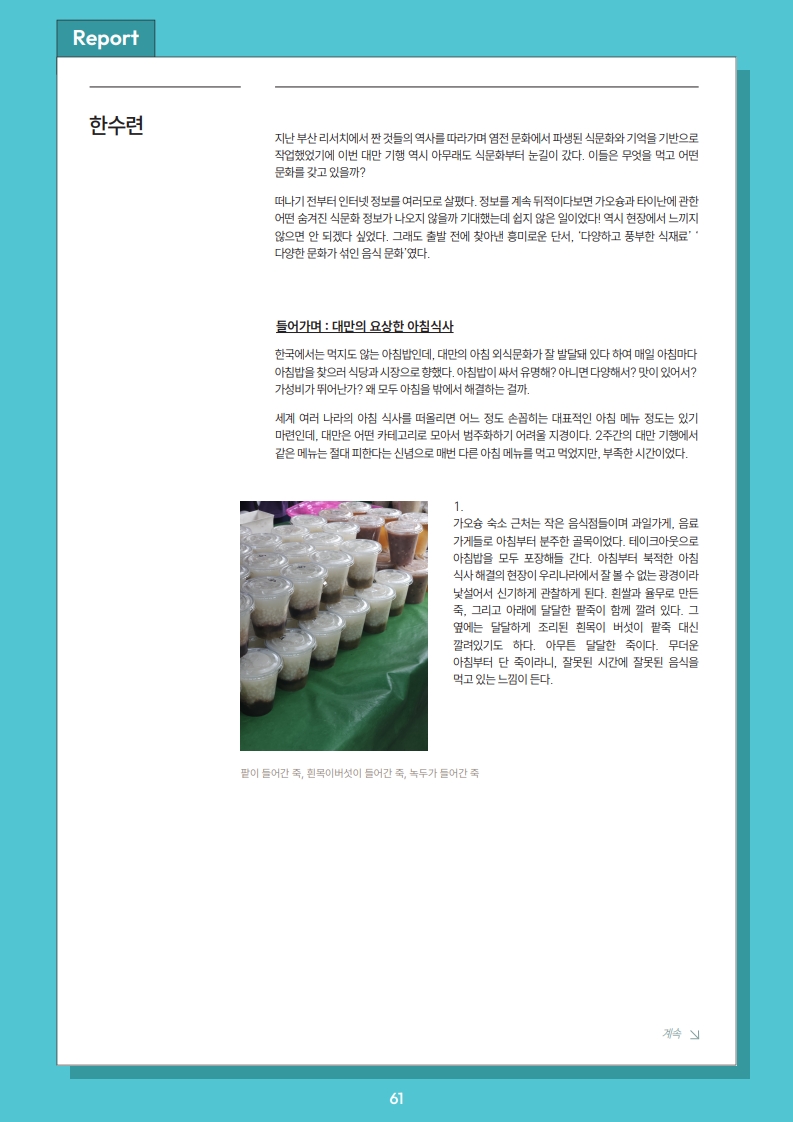 Report
한수련
지난 부산 리서치에서 짠 것들의 역사를 따라가며 염전 문화에서 파생된 식문화와 기억을 기반으로
작업했었기에 이번 대만 기행 역시 아무래도 식문화부터 눈길이 갔다. 이들은 무엇을 먹고 어떤
문화를 갖고 있을까?
떠나기 전부터 인터넷 정보를 여러모로 살폈다. 정보를 계속 뒤적이다보면 가오슝과 타이난에 관한
어떤 숨겨진 식문화 정보가 나오지 않을까 기대했는데 쉽지 않은 일이었다! 역시 현장에서 느끼지
않으면 안 되겠다 싶었다. 그래도 출발 전에 찾아낸 흥미로운 단서, ‘다양하고 풍부한 식재료’ ‘
다양한 문화가 섞인 음식 문화’였다.
들어가며 : 대만의 요상한 아침식사
한국에서는 먹지도 않는 아침밥인데, 대만의 아침 외식문화가 잘 발달돼 있다 하여 매일 아침마다
아침밥을 찾으러 식당과 시장으로 향했다. 아침밥이 싸서 유명해? 아니면 다양해서? 맛이 있어서?
가성비가 뛰어난가? 왜 모두 아침을 밖에서 해결하는 걸까.
세계 여러 나라의 아침 식사를 떠올리면 어느 정도 손꼽히는 대표적인 아침 메뉴 정도는 있기
마련인데, 대만은 어떤 카테고리로 모아서 범주화하기 어려울 지경이다. 2주간의 대만 기행에서
같은 메뉴는 절대 피한다는 신념으로 매번 다른 아침 메뉴를 먹고 먹었지만, 부족한 시간이었다.
1.
가오슝 숙소 근처는 작은 음식점들이며 과일가게, 음료
가게들로 아침부터 분주한 골목이었다. 테이크아웃으로
아침밥을 모두 포장해들 간다. 아침부터 북적한 아침
식사 해결의 현장이 우리나라에서 잘 볼 수 없는 광경이라
낯설어서 신기하게 관찰하게 된다. 흰쌀과 율무로 만든
죽, 그리고 아래에 달달한 팥죽이 함께 깔려 있다. 그
옆에는 달달하게 조리된 흰목이 버섯이 팥죽 대신
깔려있기도 하다. 아무튼 달달한 죽이다. 무더운
아침부터 단 죽이라니, 잘못된 시간에 잘못된 음식을
먹고 있는 느낌이 든다.
팥이 들어간 죽, 흰목이버섯이 들어간 죽, 녹두가 들어간 죽
계속
61